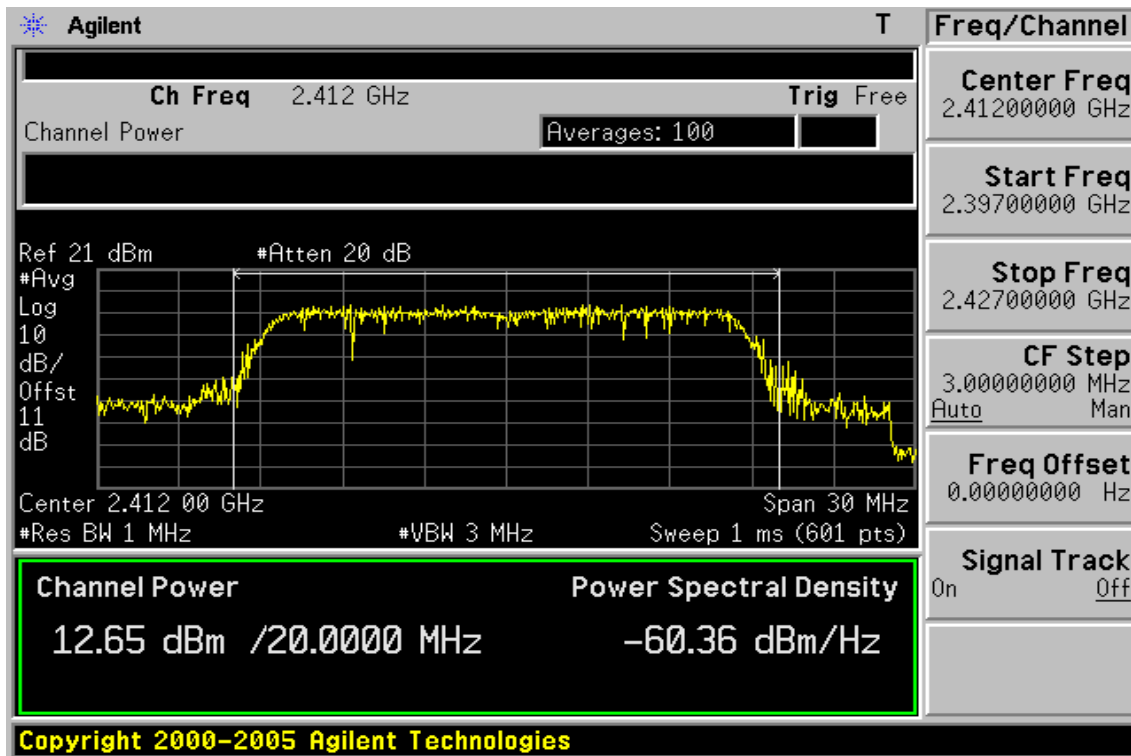 Agilent
T
Freq/Channel
Ch Freq 2.412 GHz
Trig Free
Channel Power
Averages: 100
Ref 21 dBm
#Atten 20 dB
#Avg
Log
10
dB/
Offst
11
dB
Center 2.412 00 GHz
Span 30 MHz
#Res BW 1 MHz
#VBW 3 MHz
Sweep 1 ms (601 pts)
Channel Power
Power Spectral Density
12.65 dBm /20.0000 MHz
-60.36 dBm/Hz
Center Freq
2.41200000 GHz
Start Freq
2.39700000 GHz
Stop Freq
2.42700000 GHz
CF Step
3.00000000 MHz
Auto Man
Freq Offset
0.00000000 Hz
Signal Track
On Off
Copyright 2000-2005 Agilent Technologies